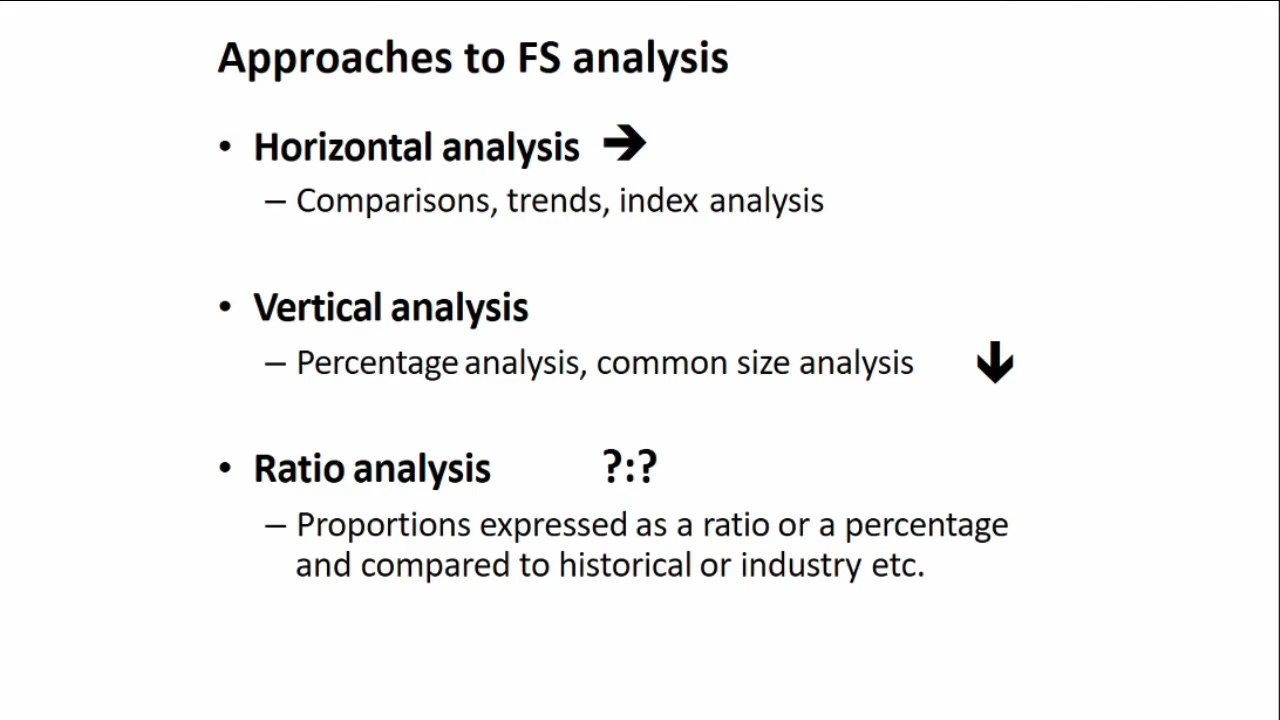 Approaches to FS analysis
• Horizontal analysis ➔
– Comparisons, trends, index analysis
• Vertical analysis
– Percentage analysis, common size analysis ↓
• Ratio analysis ?:?
– Proportions expressed as a ratio or a percentage
and compared to historical or industry etc.